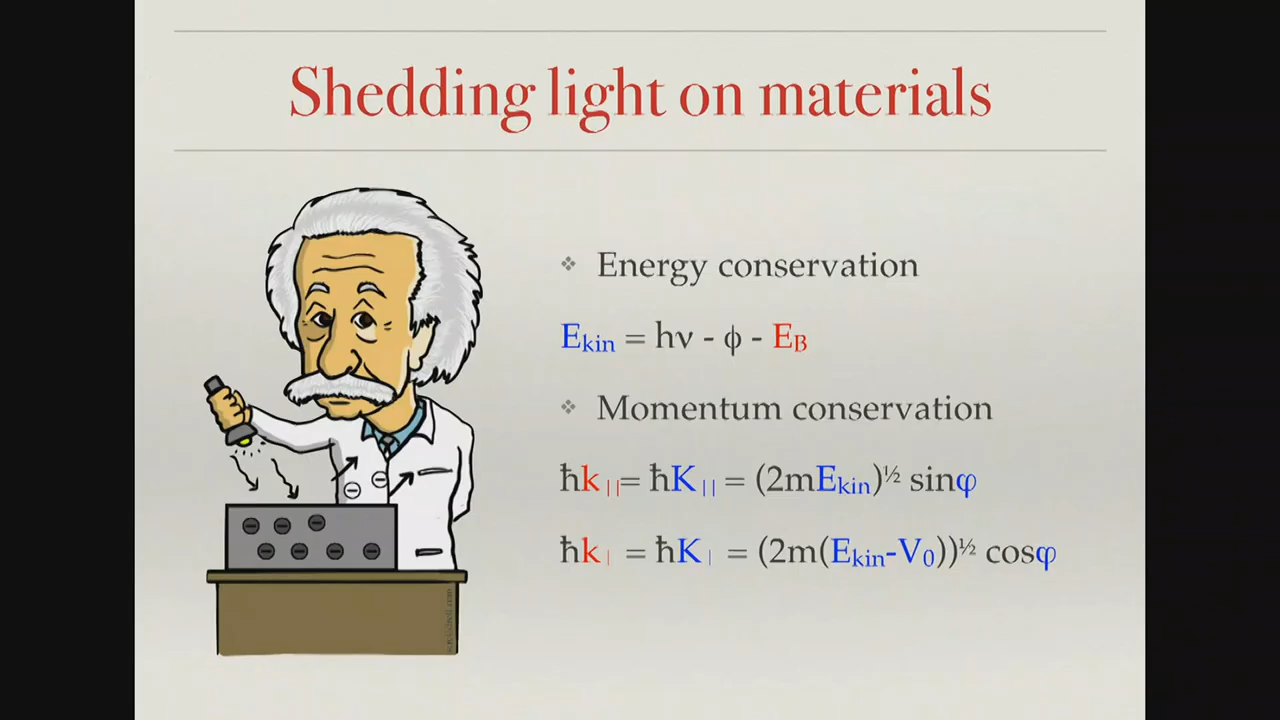 Shedding light on materials
❖ Energy conservation
Ekin = hν - ϕ - EB
❖ Momentum conservation
ħk||= ħK|| = (2mEkin)½ sinφ
ħk| = ħK| = (2m(Ekin-V0))½ cosφ